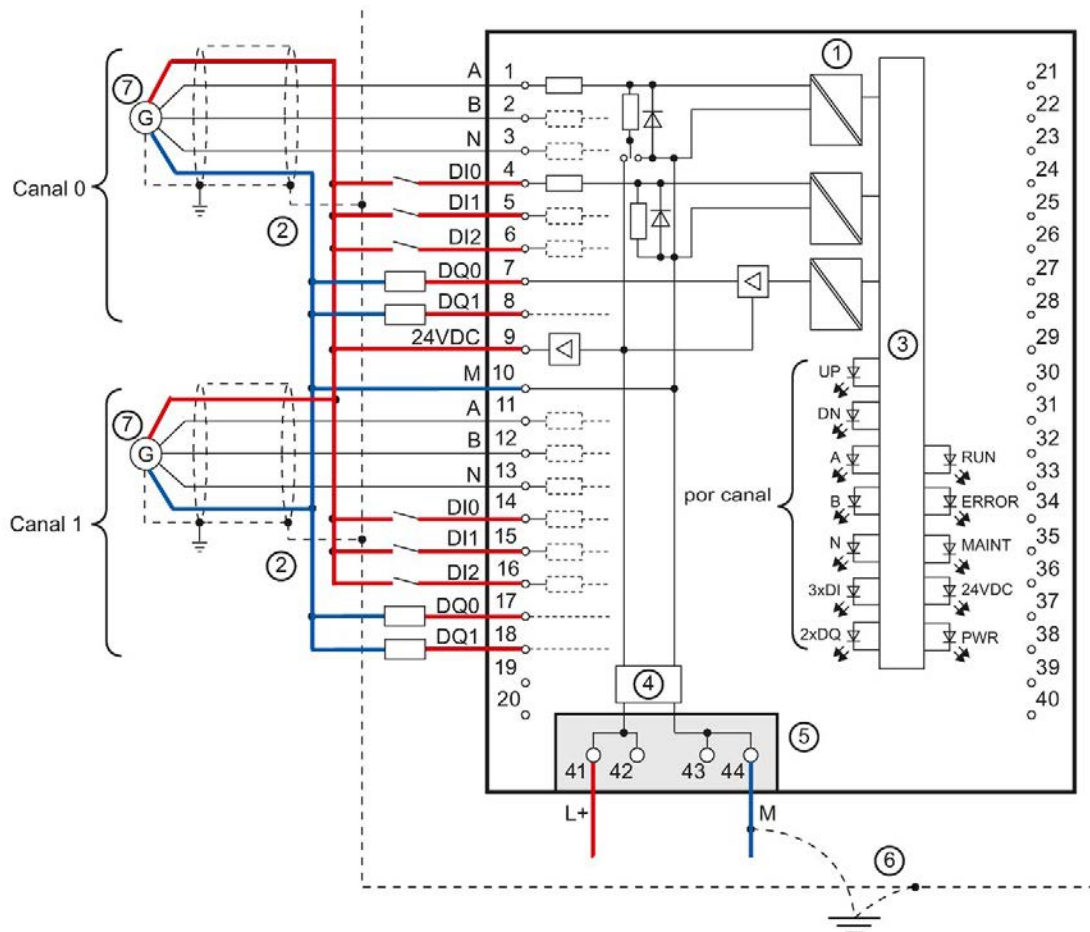 Canal 0
7
G
2
A 1
B 2
N 3
DI0 4
DI1 5
DI2 6
DQ0 7
DQ1 8
24VDC 9
M 10
Canal 1
7
G
2
A 11
B 12
N 13
DI0 14
DI1 15
DI2 16
DQ0 17
DQ1 18
19
20
1
3
por canal
UP
DN
A
B
N
3xDI
2xDQ
RUN
ERROR
MAINT
24VDC
PWR
21
22
23
24
25
26
27
28
29
30
31
32
33
34
35
36
37
38
39
40
4
5
41 42 43 44
L+ M
6